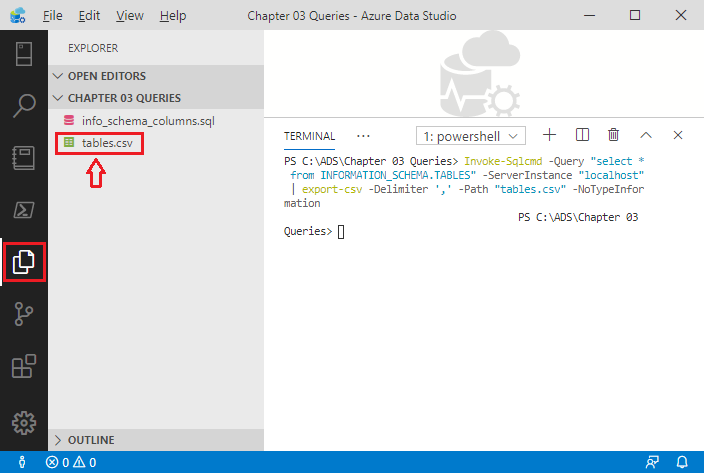 File Edit View Help Chapter 03 Queries - Azure Data Studio
EXPLORER
OPEN EDITORS
CHAPTER 03 QUERIES
info_schema_columns.sql
tables.csv
OUTLINE
TERMINAL ··· 1: powershell
PS C:\ADS\Chapter 03 Queries> Invoke-Sqlcmd -Query "select *
from INFORMATION_SCHEMA.TABLES" -ServerInstance "localhost"
| export-csv -Delimiter ',' -Path "tables.csv" -NoTypeInfor
mation
PS C:\ADS\Chapter 03
Queries>
0 0